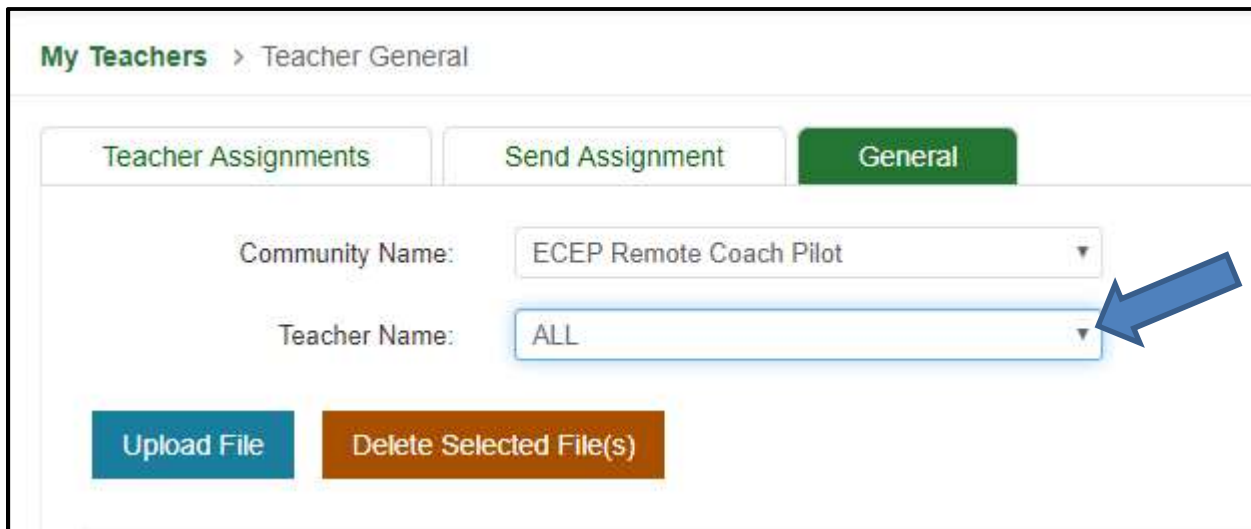 My Teachers > Teacher General
Teacher Assignments Send Assignment General
Community Name: ECEP Remote Coach Pilot
Teacher Name: ALL
Upload File Delete Selected File(s)